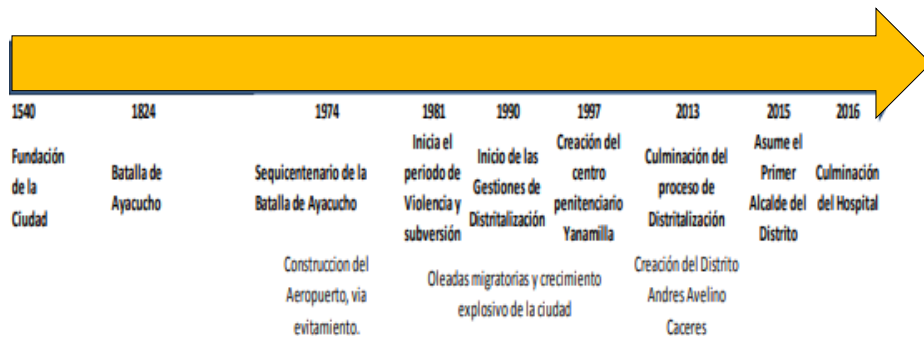 1540
Fundación
de la
Ciudad
1824
Batalla de
Ayacucho
1974
Sequicentenario de la
Batalla de Ayacucho
Construccion del
Aeropuerto, via
evitamiento.
1981
Inicia el
periodo de
Violencia y
subversión
1990
Inicio de las
Gestiones de
Distritalización
1997
Creación del
centro
penitenciario
Yanamilla
Oleadas migratorias y crecimiento
explosivo de la ciudad
2013
Culminación del
proceso de
Distritalización
Creación del Distrito
Andres Avelino
Caceres
2015
Asume el
Primer
Alcalde del
Distrito
2016
Culminación
del Hospital